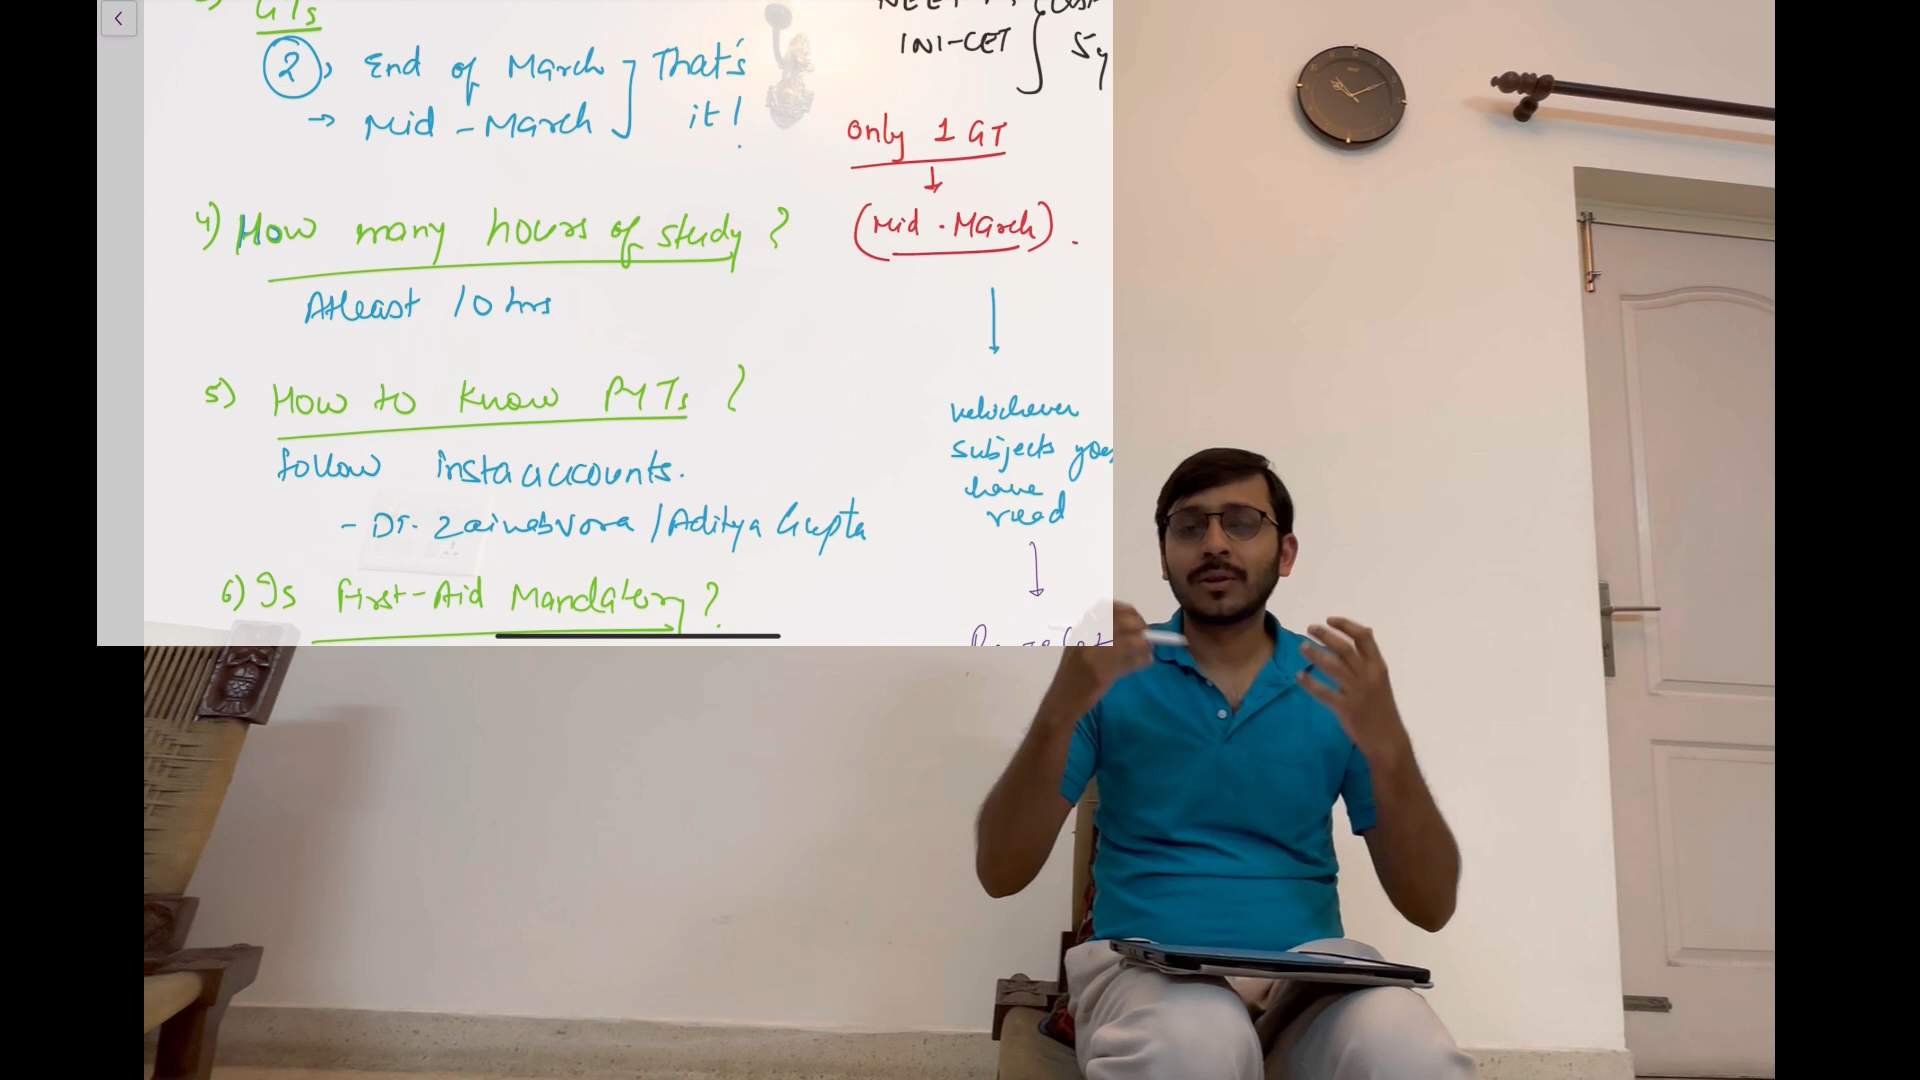 GTs
2, End of March
→ Mid - March
That's
it!
4) How many hours of study?
Atleast 10 hrs
5) How to know PYTs ?
follow insta accounts.
- Dr. Zainab Vora / Aditya Gupta
6) Is First-Aid Mandatory?
INI-CET
5y
Only 1 GT
↓
(Mid - March).
↓
whichever
subjects you
have
read
↓